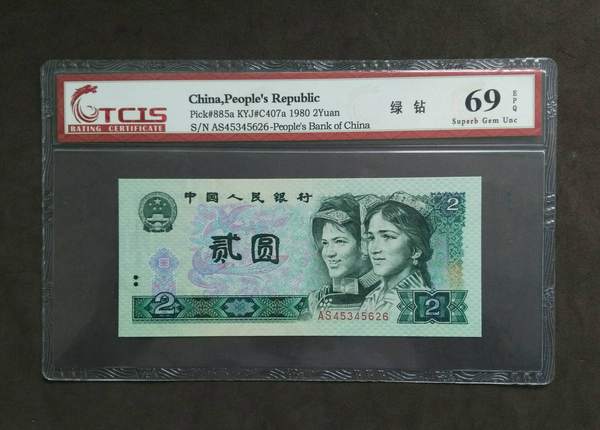 TCIS
RATING CERTIFICATE
China,People's Republic
Pick#885a KYJ#C407a 1980 2Yuan
S/N AS45345626-People's Bank of China
绿 钻
69 EPQ
Superb Gem Unc
中国人民银行
贰圆
2
2
2
AS45345626